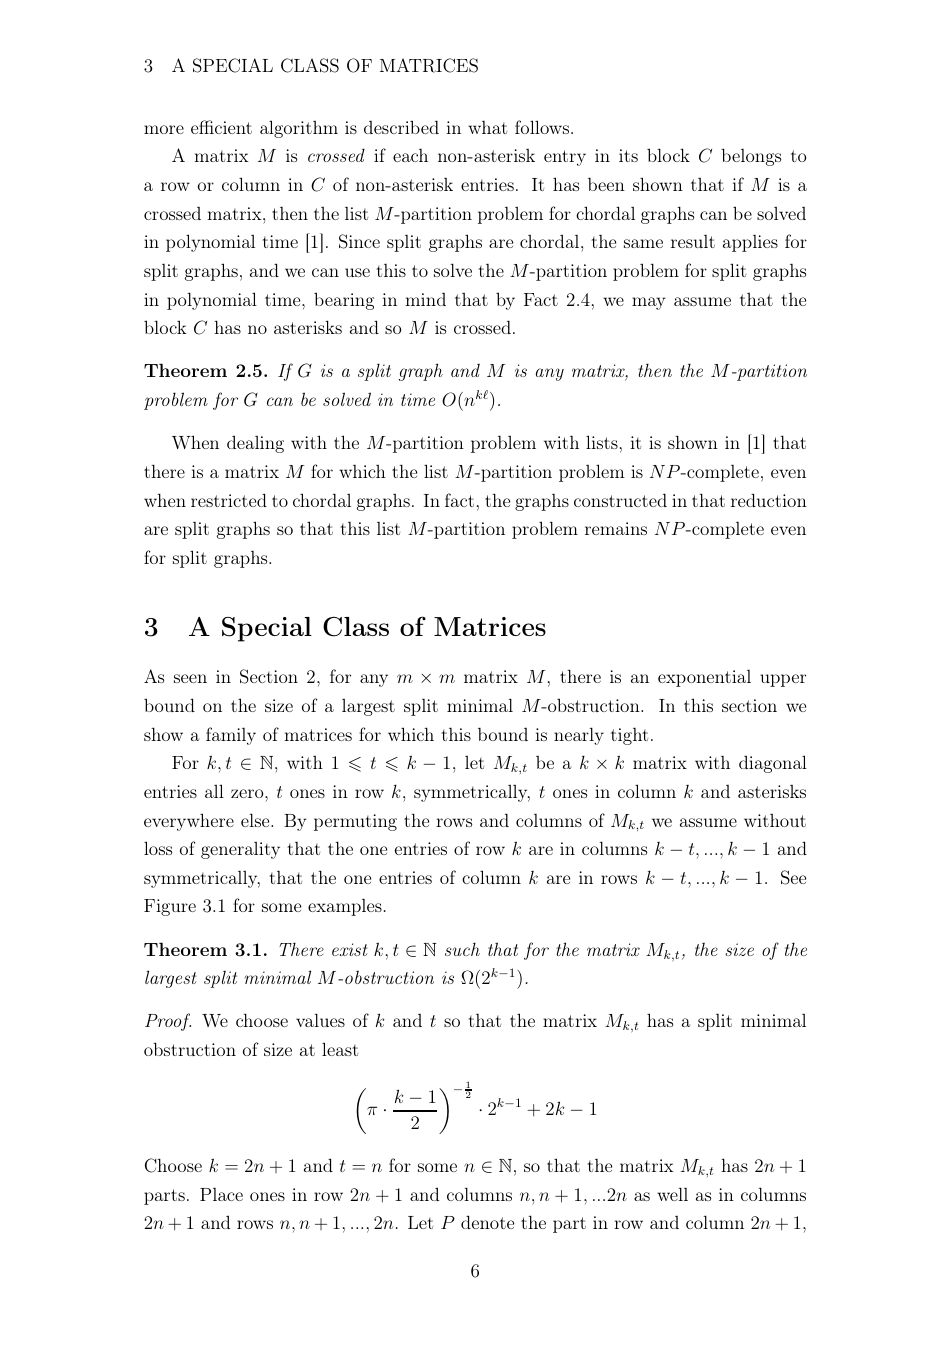 3 A SPECIAL CLASS OF MATRICES
more efficient algorithm is described in what follows.
A matrix M is crossed if each non-asterisk entry in its block C belongs to
a row or column in C of non-asterisk entries. It has been shown that if M is a
crossed matrix, then the list M-partition problem for chordal graphs can be solved
in polynomial time [1]. Since split graphs are chordal, the same result applies for
split graphs, and we can use this to solve the M-partition problem for split graphs
in polynomial time, bearing in mind that by Fact 2.4, we may assume that the
block C has no asterisks and so M is crossed.
Theorem 2.5. If G is a split graph and M is any matrix, then the M-partition
problem for G can be solved in time O(n^{kℓ}).
When dealing with the M-partition problem with lists, it is shown in [1] that
there is a matrix M for which the list M-partition problem is NP-complete, even
when restricted to chordal graphs. In fact, the graphs constructed in that reduction
are split graphs so that this list M-partition problem remains NP-complete even
for split graphs.
3 A Special Class of Matrices
As seen in Section 2, for any m × m matrix M, there is an exponential upper
bound on the size of a largest split minimal M-obstruction. In this section we
show a family of matrices for which this bound is nearly tight.
For k, t ∈ ℕ, with 1 ⩽ t ⩽ k − 1, let M_{k,t} be a k × k matrix with diagonal
entries all zero, t ones in row k, symmetrically, t ones in column k and asterisks
everywhere else. By permuting the rows and columns of M_{k,t} we assume without
loss of generality that the one entries of row k are in columns k − t, ..., k − 1 and
symmetrically, that the one entries of column k are in rows k − t, ..., k − 1. See
Figure 3.1 for some examples.
Theorem 3.1. There exist k, t ∈ ℕ such that for the matrix M_{k,t}, the size of the
largest split minimal M-obstruction is Ω(2^{k−1}).
Proof. We choose values of k and t so that the matrix M_{k,t} has a split minimal
obstruction of size at least
(π · (k − 1)/2)^{−1/2} · 2^{k−1} + 2k − 1
Choose k = 2n + 1 and t = n for some n ∈ ℕ, so that the matrix M_{k,t} has 2n + 1
parts. Place ones in row 2n + 1 and columns n, n + 1, ...2n as well as in columns
2n + 1 and rows n, n + 1, ..., 2n. Let P denote the part in row and column 2n + 1,
6